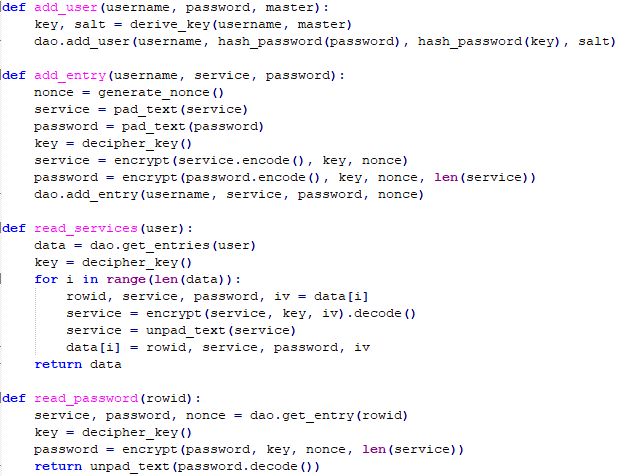 def add_user(username, password, master):
    key, salt = derive_key(username, master)
    dao.add_user(username, hash_password(password), hash_password(key), salt)
def add_entry(username, service, password):
    nonce = generate_nonce()
    service = pad_text(service)
    password = pad_text(password)
    key = decipher_key()
    service = encrypt(service.encode(), key, nonce)
    password = encrypt(password.encode(), key, nonce, len(service))
    dao.add_entry(username, service, password, nonce)
def read_services(user):
    data = dao.get_entries(user)
    key = decipher_key()
    for i in range(len(data)):
        rowid, service, password, iv = data[i]
        service = encrypt(service, key, iv).decode()
        service = unpad_text(service)
        data[i] = rowid, service, password, iv
    return data
def read_password(rowid):
    service, password, nonce = dao.get_entry(rowid)
    key = decipher_key()
    password = encrypt(password, key, nonce, len(service))
    return unpad_text(password.decode())